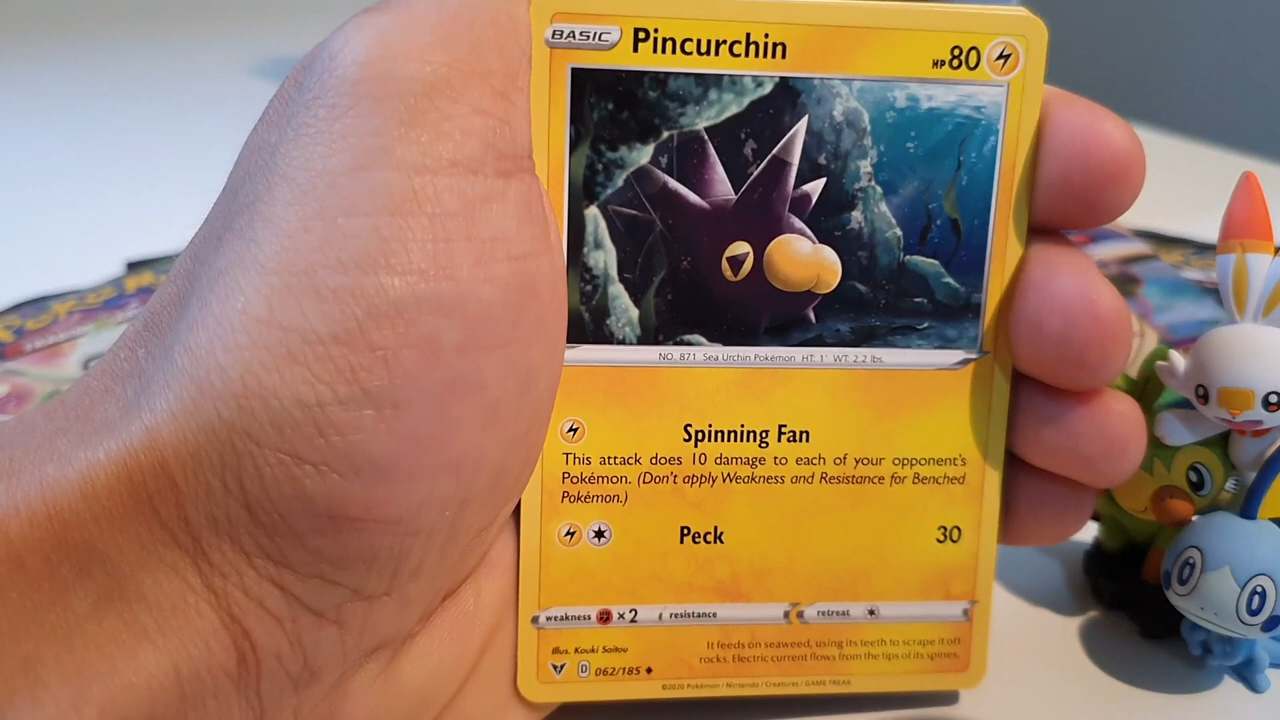 BASIC Pincurchin HP 80
NO. 871 Sea Urchin Pokémon HT: 1' WT: 2.2 lbs.
Spinning Fan
This attack does 10 damage to each of your opponent's
Pokémon. (Don't apply Weakness and Resistance for Benched
Pokémon.)
Peck 30
weakness ×2 resistance retreat
Illus. Kouki Saitou
It feeds on seaweed, using its teeth to scrape it off
rocks. Electric current flows from the tips of its spines.
D 062/185
©2020 Pokémon / Nintendo / Creatures / GAME FREAK
POKéMON